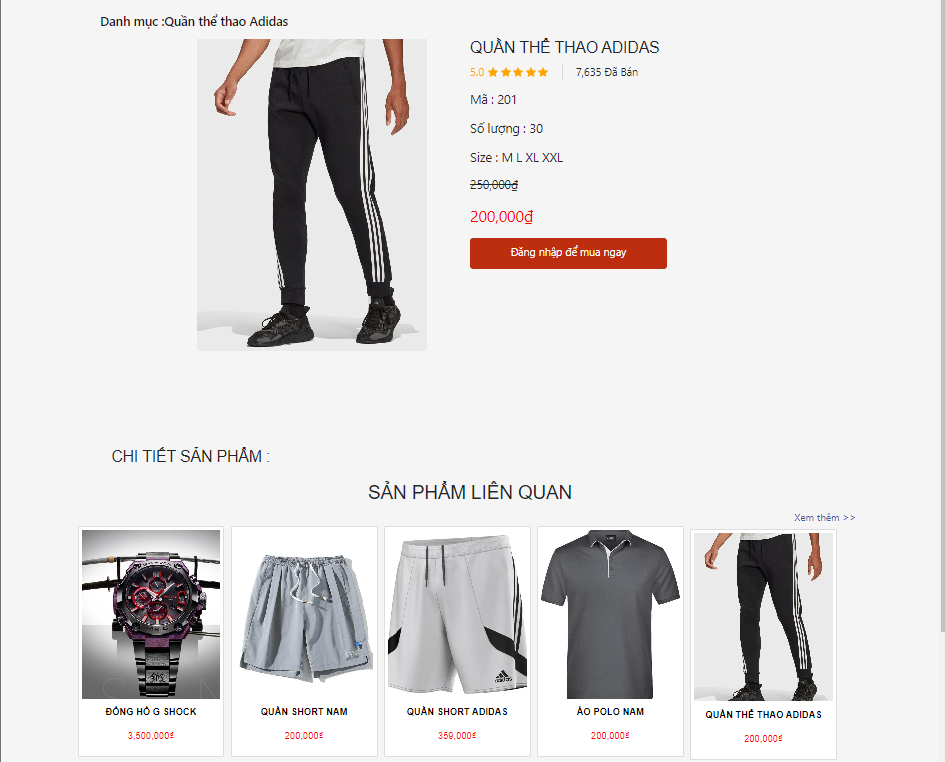 Danh mục :Quần thể thao Adidas
QUẦN THỂ THAO ADIDAS
5.0
7,635 Đã Bán
Mã : 201
Số lượng : 30
Size : M L XL XXL
250,000₫
200,000₫
Đăng nhập để mua ngay
CHI TIẾT SẢN PHẨM :
SẢN PHẨM LIÊN QUAN
Xem thêm >>
ĐỒNG HỒ G SHOCK
QUẦN SHORT NAM
QUẦN SHORT ADIDAS
ÁO POLO NAM
QUẦN THỂ THAO ADIDAS
3,500,000₫
200,000₫
359,000₫
200,000₫
200,000₫